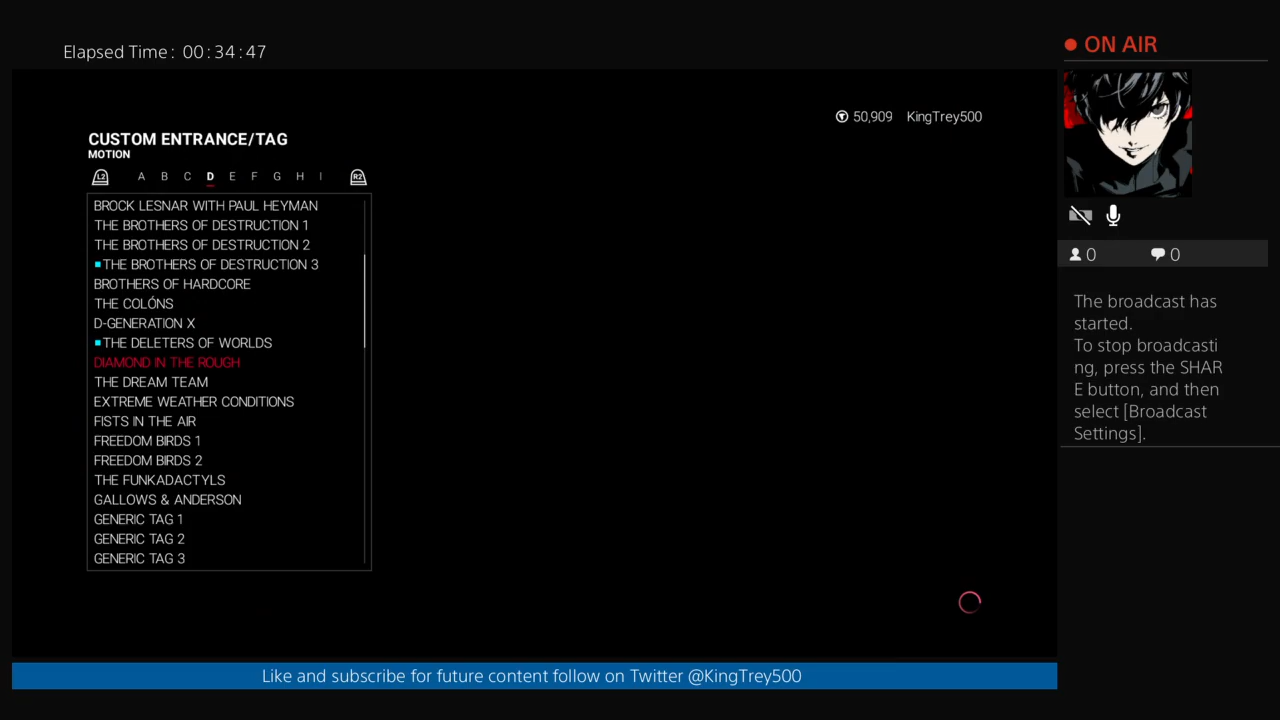 Elapsed Time: 00:34:47
ON AIR
50,909 KingTrey500
CUSTOM ENTRANCE/TAG
MOTION
L2 A B C D E F G H I R2
BROCK LESNAR WITH PAUL HEYMAN
THE BROTHERS OF DESTRUCTION 1
THE BROTHERS OF DESTRUCTION 2
THE BROTHERS OF DESTRUCTION 3
BROTHERS OF HARDCORE
THE COLÓNS
D-GENERATION X
THE DELETERS OF WORLDS
DIAMOND IN THE ROUGH
THE DREAM TEAM
EXTREME WEATHER CONDITIONS
FISTS IN THE AIR
FREEDOM BIRDS 1
FREEDOM BIRDS 2
THE FUNKADACTYLS
GALLOWS & ANDERSON
GENERIC TAG 1
GENERIC TAG 2
GENERIC TAG 3
0 0
The broadcast has
started.
To stop broadcasti
ng, press the SHAR
E button, and then
select [Broadcast
Settings].
Like and subscribe for future content follow on Twitter @KingTrey500